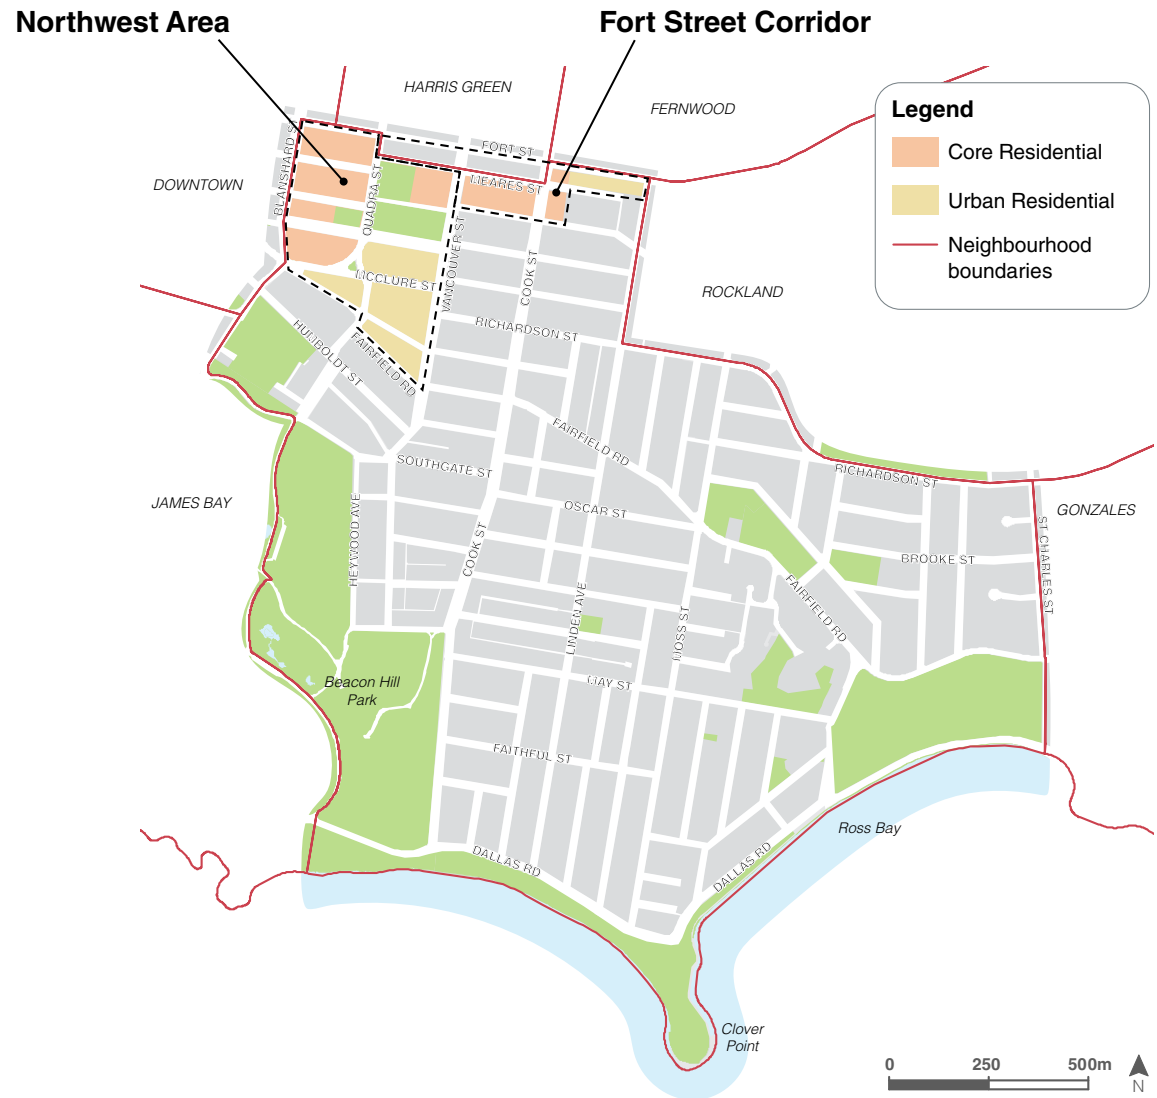 Northwest Area
Fort Street Corridor
HARRIS GREEN
FERNWOOD
Legend
Core Residential
Urban Residential
Neighbourhood
boundaries
FORT ST
BLANSHARD ST
DOWNTOWN
QUADRA ST
MEARES ST
VANCOUVER ST
COOK ST
MCCLURE ST
ROCKLAND
RICHARDSON ST
HUMBOLDT ST
FAIRFIELD RD
FAIRFIELD RD
SOUTHGATE ST
RICHARDSON ST
JAMES BAY
HEYWOOD AVE
OSCAR ST
GONZALES
COOK ST
BROOKE ST
ST CHARLES ST
LINDEN AVE
MOSS ST
FAIRFIELD RD
Beacon Hill
Park
MAY ST
FAITHFUL ST
Ross Bay
DALLAS RD
DALLAS RD
Clover
Point
0 250 500m
N